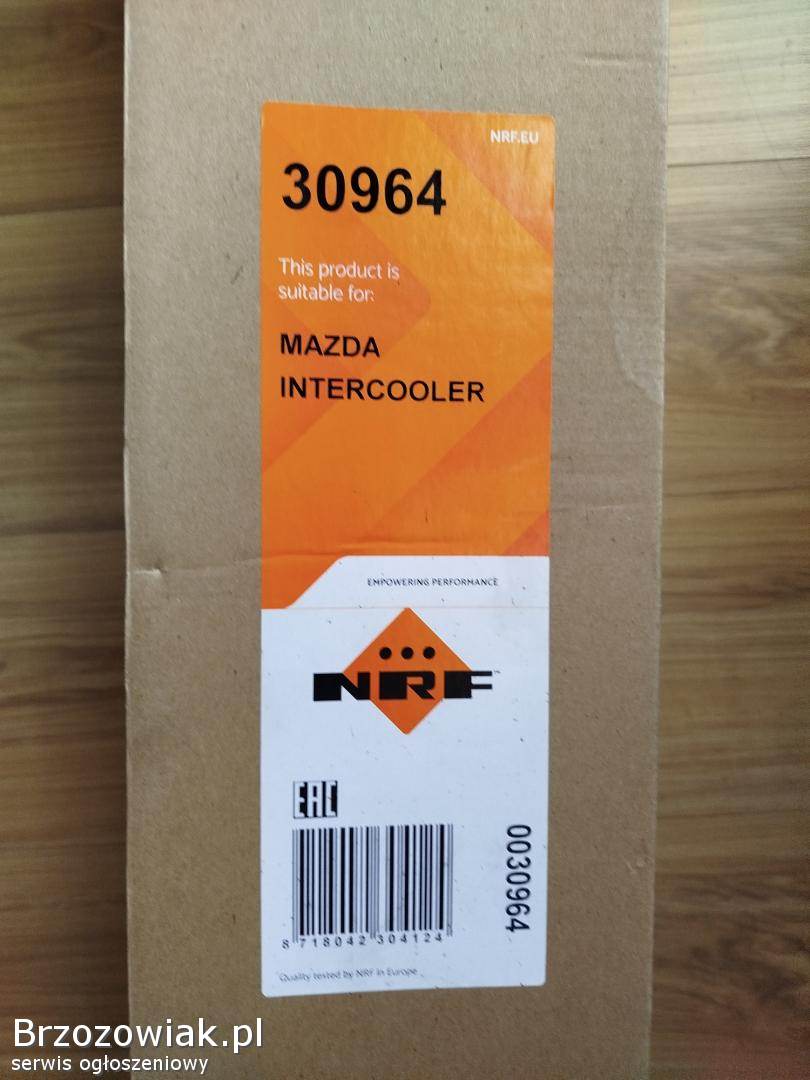 NRF.EU
30964
This product is
suitable for:
MAZDA
INTERCOOLER
EMPOWERING PERFORMANCE
NRF
EAC
0030964
8 718042 304124
Quality tested by NRF in Europe
Brzozowiak.pl
serwis ogłoszeniowy